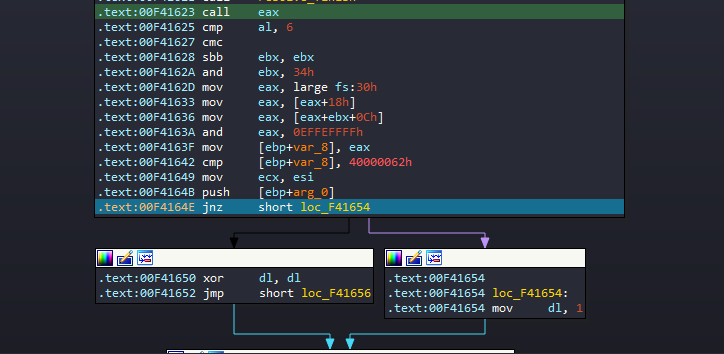 .text:00F41623 call    eax
.text:00F41625 cmp     al, 6
.text:00F41627 cmc
.text:00F41628 sbb     ebx, ebx
.text:00F4162A and     ebx, 34h
.text:00F4162D mov     eax, large fs:30h
.text:00F41633 mov     eax, [eax+18h]
.text:00F41636 mov     eax, [eax+ebx+0Ch]
.text:00F4163A and     eax, 0EFFEFFFFh
.text:00F4163F mov     [ebp+var_8], eax
.text:00F41642 cmp     [ebp+var_8], 40000062h
.text:00F41649 mov     ecx, esi
.text:00F4164B push    [ebp+arg_0]
.text:00F4164E jnz     short loc_F41654
.text:00F41650 xor     dl, dl
.text:00F41652 jmp     short loc_F41656
.text:00F41654
.text:00F41654 loc_F41654:
.text:00F41654 mov     dl, 1